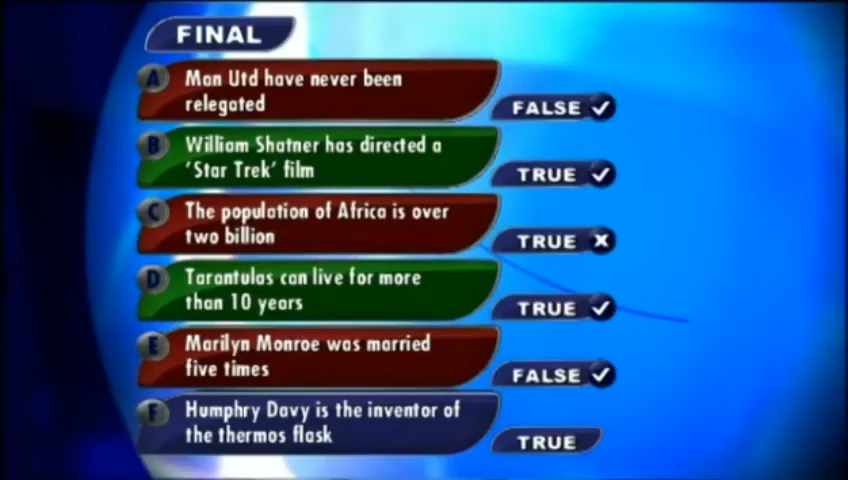 FINAL
A Man Utd have never been
relegated
FALSE ✓
B William Shatner has directed a
‘Star Trek’ film
TRUE ✓
C The population of Africa is over
two billion
TRUE X
D Tarantulas can live for more
than 10 years
TRUE ✓
E Marilyn Monroe was married
five times
FALSE ✓
F Humphry Davy is the inventor of
the thermos flask
TRUE